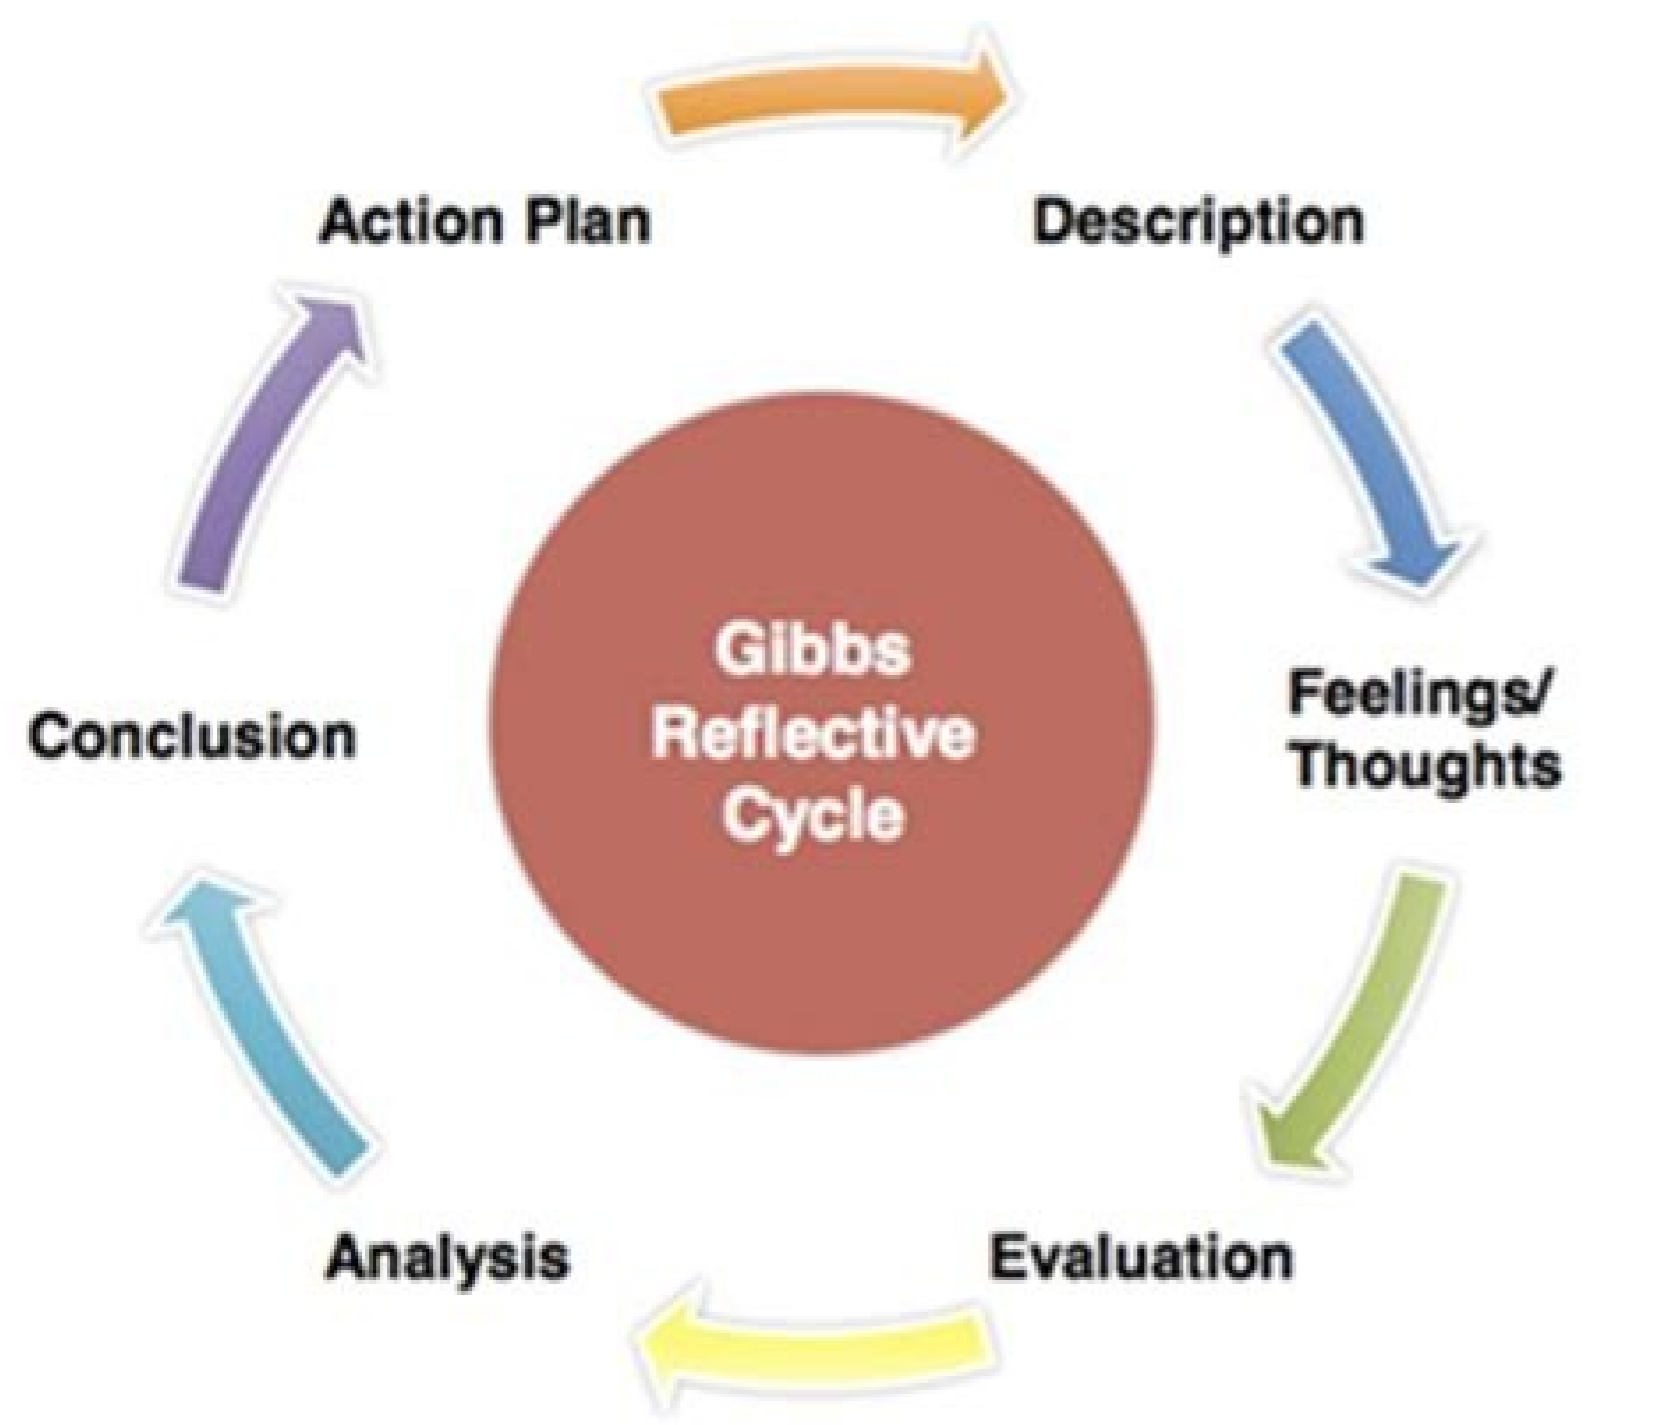 Action Plan
Description
Gibbs
Reflective
Cycle
Feelings/
Thoughts
Conclusion
Analysis
Evaluation